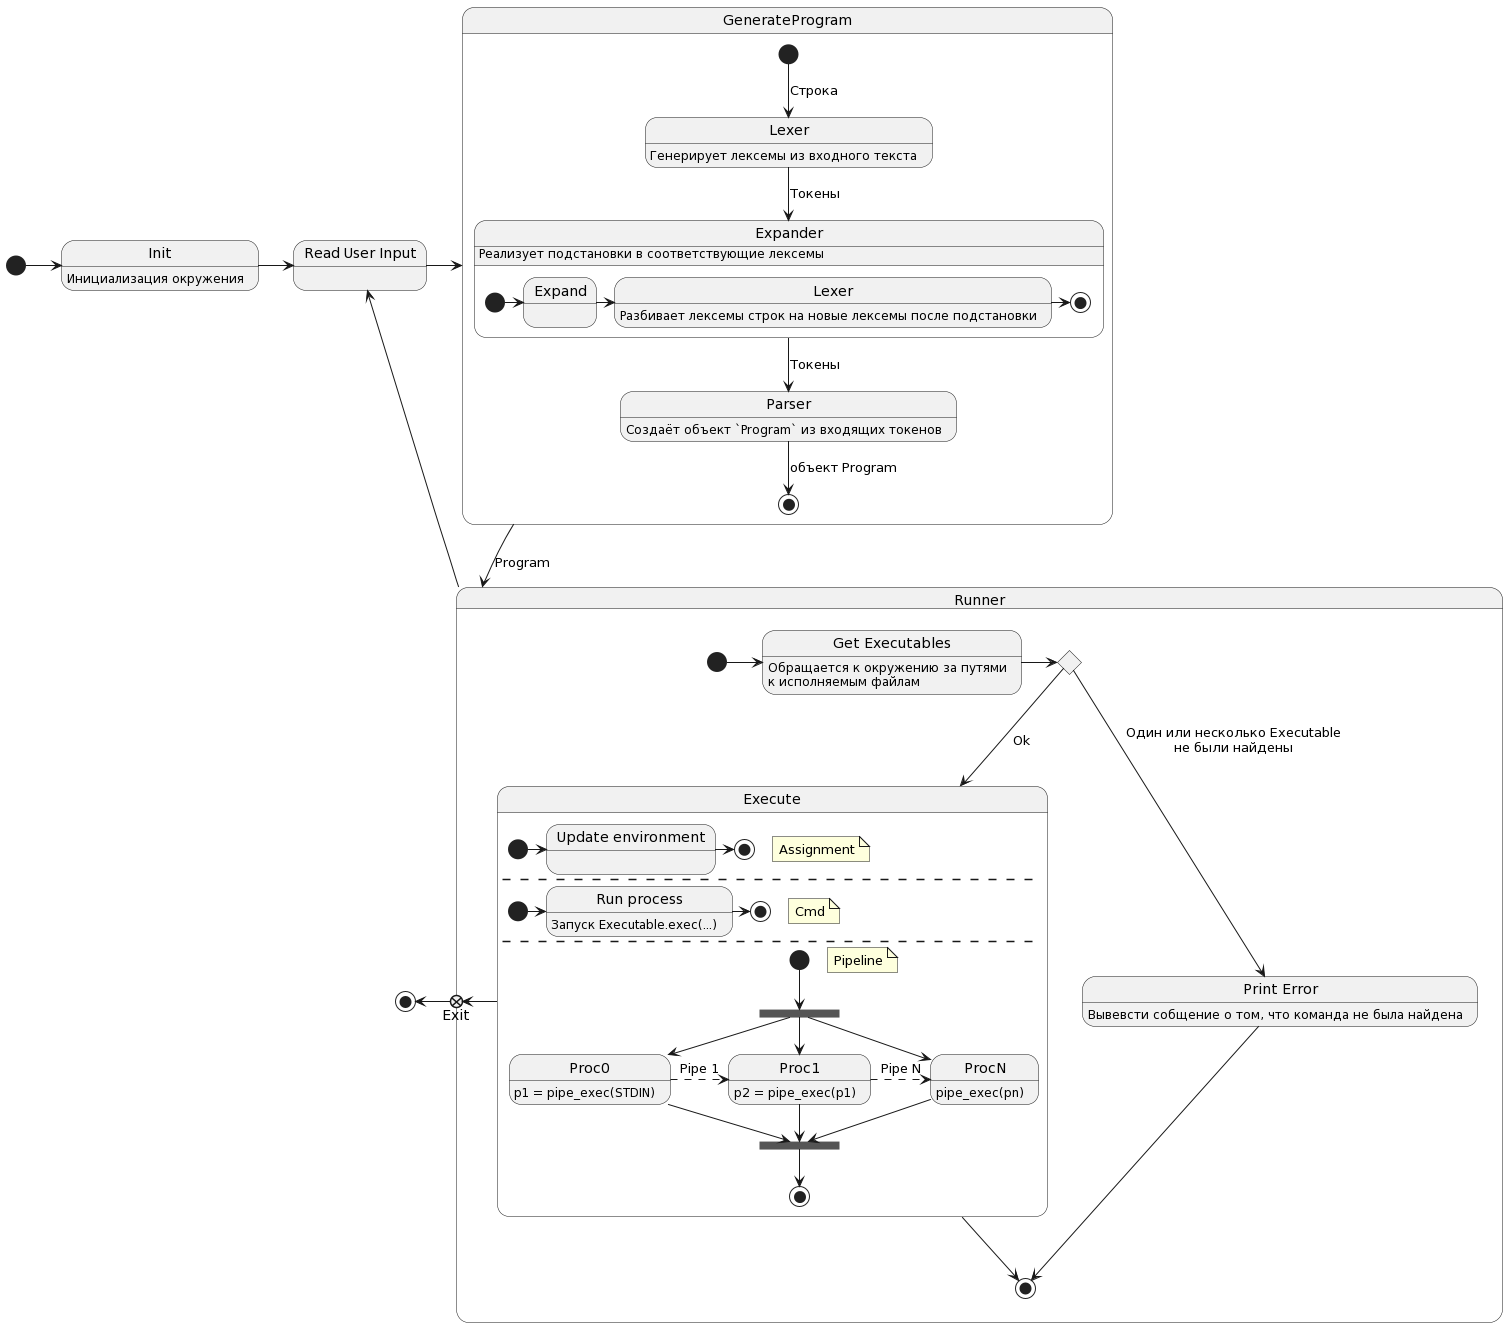 GenerateProgram
Строка
Lexer
Генерирует лексемы из входного текста
Токены
Expander
Реализует подстановки в соответствующие лексемы
Expand
Lexer
Разбивает лексемы строк на новые лексемы после подстановки
Init
Инициализация окружения
Read User Input
Токены
Parser
Создаёт объект `Program` из входящих токенов
объект Program
Program
Runner
Get Executables
Обращается к окружению за путями
к исполняемым файлам
Ok
Один или несколько Executable
не были найдены
Execute
Update environment
Assignment
Run process
Запуск Executable.exec(...)
Cmd
Pipeline
Exit
Print Error
Вывевсти собщение о том, что команда не была найдена
Proc0
p1 = pipe_exec(STDIN)
Pipe 1
Proc1
p2 = pipe_exec(p1)
Pipe N
ProcN
pipe_exec(pn)